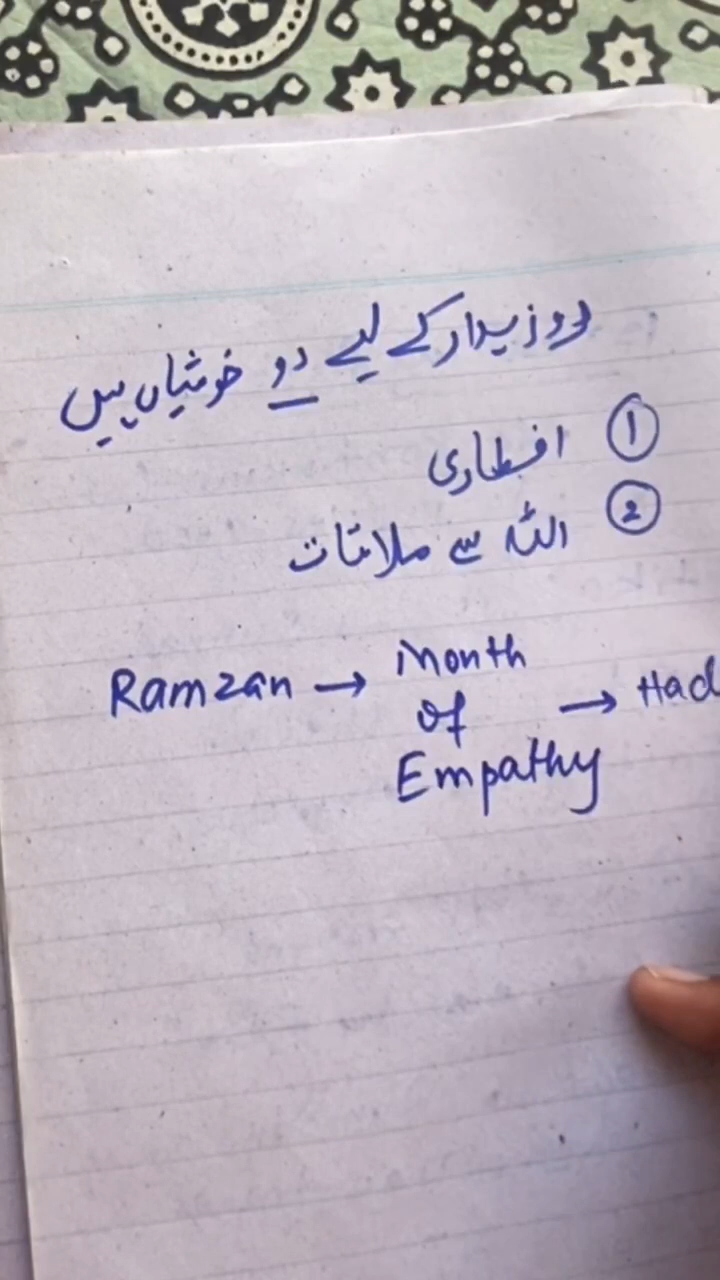 روزیدار کے لیے دو خوشیاں ہیں
① افطاری
② اللہ سے ملاقات
Ramzan → Month of Empathy → Had